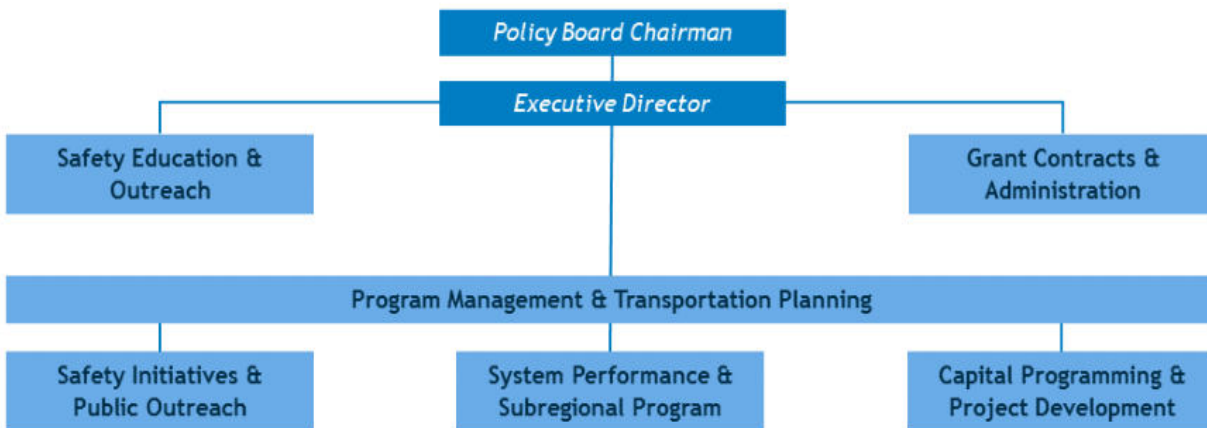 Policy Board Chairman
Executive Director
Safety Education &
Outreach
Grant Contracts &
Administration
Program Management & Transportation Planning
Safety Initiatives &
Public Outreach
System Performance &
Subregional Program
Capital Programming &
Project Development